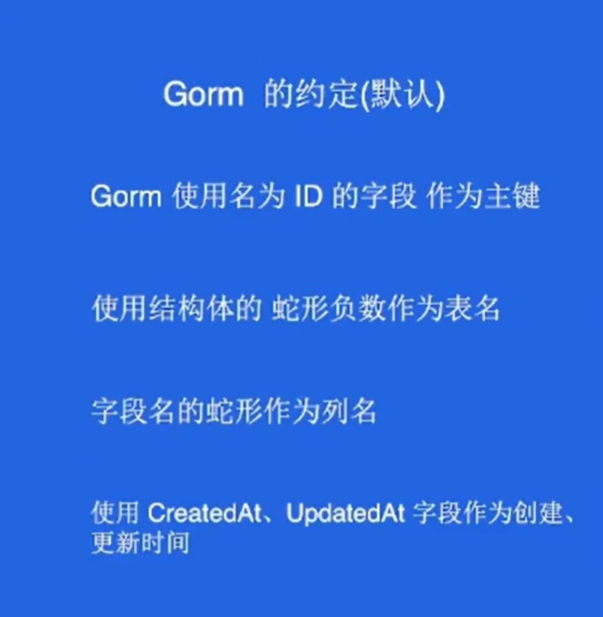 Gorm 的约定(默认)
Gorm 使用名为 ID 的字段 作为主键
使用结构体的 蛇形负数作为表名
字段名的蛇形作为列名
使用 CreatedAt、UpdatedAt 字段作为创建、
更新时间